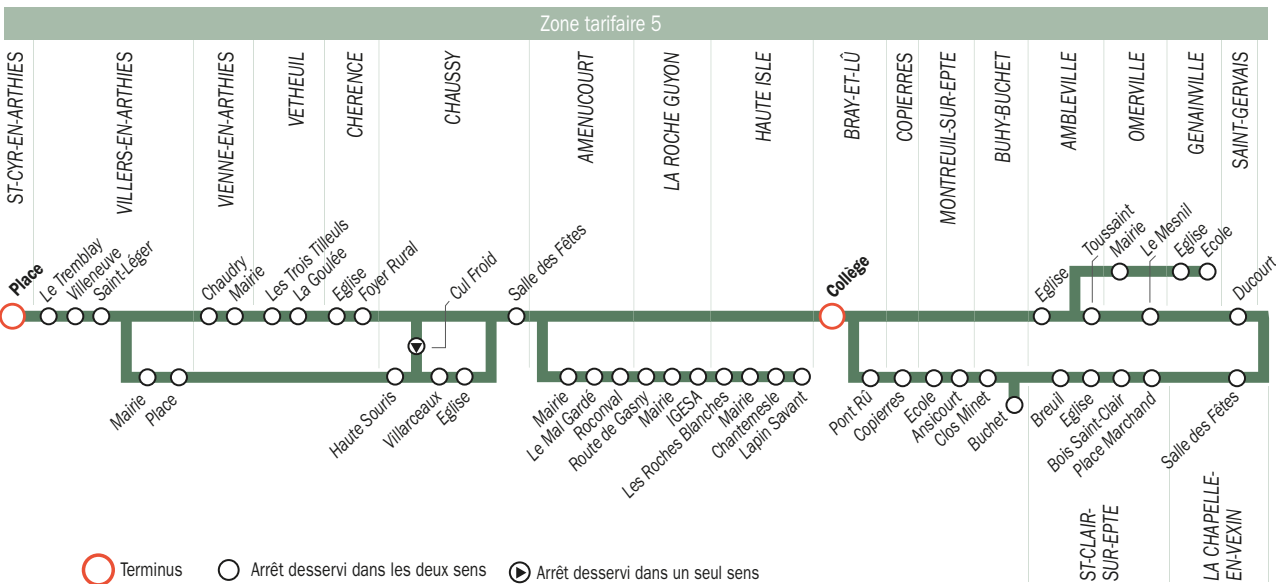 Zone tarifaire 5
ST-CYR-EN-ARTHIES
VILLERS-EN-ARTHIES
VIENNE-EN-ARTHIES
VETHEUIL
CHERENCE
CHAUSSY
AMENUCOURT
LA ROCHE GUYON
HAUTE ISLE
BRAY-ET-LÛ
COPIERRES
MONTREUIL-SUR-EPTE
BUHY-BUCHET
AMBLEVILLE
OMERVILLE
GENAINVILLE
SAINT-GERVAIS
Place
Le Tremblay
Villeneuve
Saint-Léger
Chaudry
Mairie
Les Trois Tilleuls
La Goulée
Eglise
Foyer Rural
Cul Froid
Salle des Fêtes
Collège
Eglise
Toussaint
Mairie
Le Mesnil
Eglise
Ecole
Ducourt
Mairie
Place
Haute Souris
Villarceaux
Eglise
Mairie
Le Mal Gardé
Roconval
Route de Gasny
Mairie
IGESA
Les Roches Blanches
Mairie
Chantemesle
Lapin Savant
Pont Rû
Copierres
Ecole
Ansicourt
Clos Minet
Buchet
Breuil
Eglise
Bois Saint-Clair
Place Marchand
Salle des Fêtes
ST-CLAIR-
SUR-EPTE
LA CHAPELLE-
EN-VEXIN
Terminus
Arrêt desservi dans les deux sens
Arrêt desservi dans un seul sens